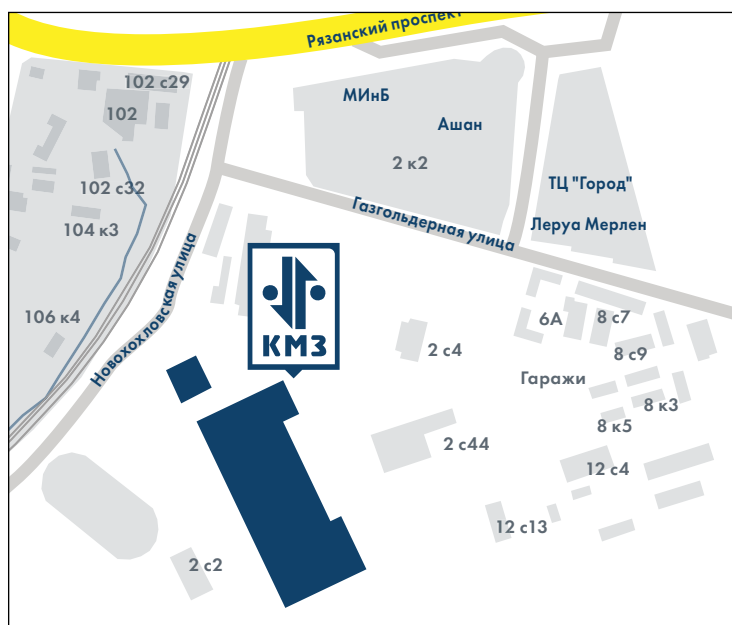 Рязанский проспект
102 с29
МИнБ
102
Ашан
2 к2
102 с32
ТЦ "Город"
Газгольдерная улица
Леруа Мерлен
104 к3
Новохохловская улица
106 к4
6А
8 с7
КМЗ
2 с4
8 с9
Гаражи
8 к3
8 к5
2 с44
12 с4
12 с13
2 с2